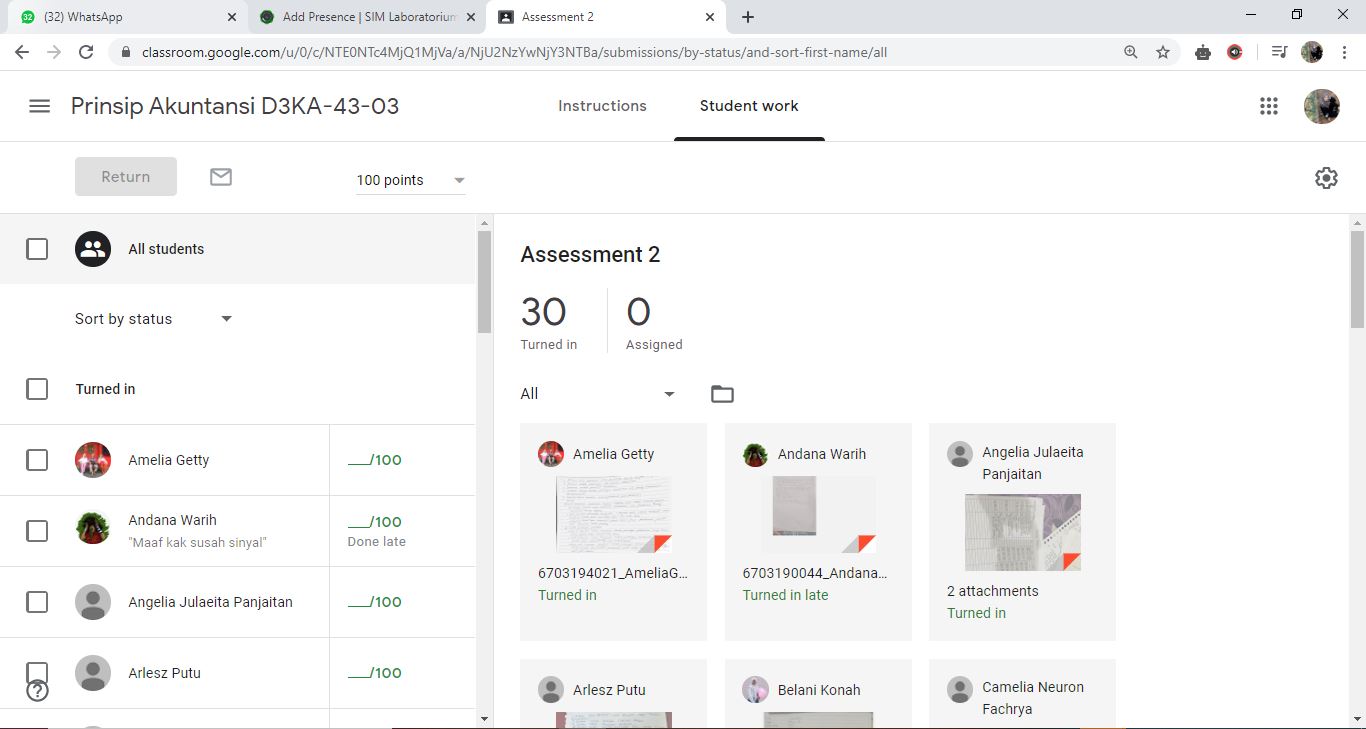 (32) WhatsApp
Add Presence | SIM Laboratorium
Assessment 2
classroom.google.com/u/0/c/NTE0NTc4MjQ1MjVa/a/NjU2NzYwNjY3NTBa/submissions/by-status/and-sort-first-name/all
Prinsip Akuntansi D3KA-43-03
Instructions
Student work
Return
100 points
All students
Sort by status
Turned in
Amelia Getty
__/100
Andana Warih
"Maaf kak susah sinyal"
__/100
Done late
Angelia Julaeita Panjaitan
__/100
Arlesz Putu
__/100
Assessment 2
30
Turned in
0
Assigned
All
Amelia Getty
6703194021_AmeliaG...
Turned in
Andana Warih
6703190044_Andana...
Turned in late
Angelia Julaeita
Panjaitan
2 attachments
Turned in
Arlesz Putu
Belani Konah
Camelia Neuron
Fachrya